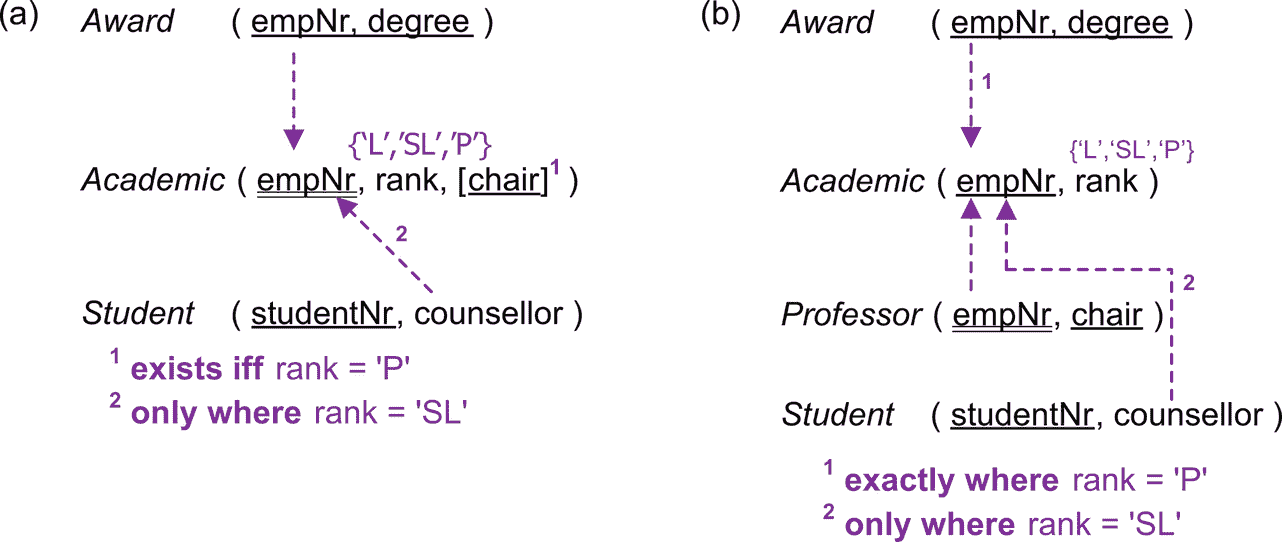 (a) Award ( empNr, degree )
{‘L’,’SL’,’P’}
Academic ( empNr, rank, [chair]1 )
2
Student ( studentNr, counsellor )
1 exists iff rank = 'P'
2 only where rank = 'SL'
(b) Award ( empNr, degree )
1
{‘L’,‘SL’,‘P’}
Academic ( empNr, rank )
2
Professor ( empNr, chair )
Student ( studentNr, counsellor )
1 exactly where rank = 'P'
2 only where rank = 'SL'